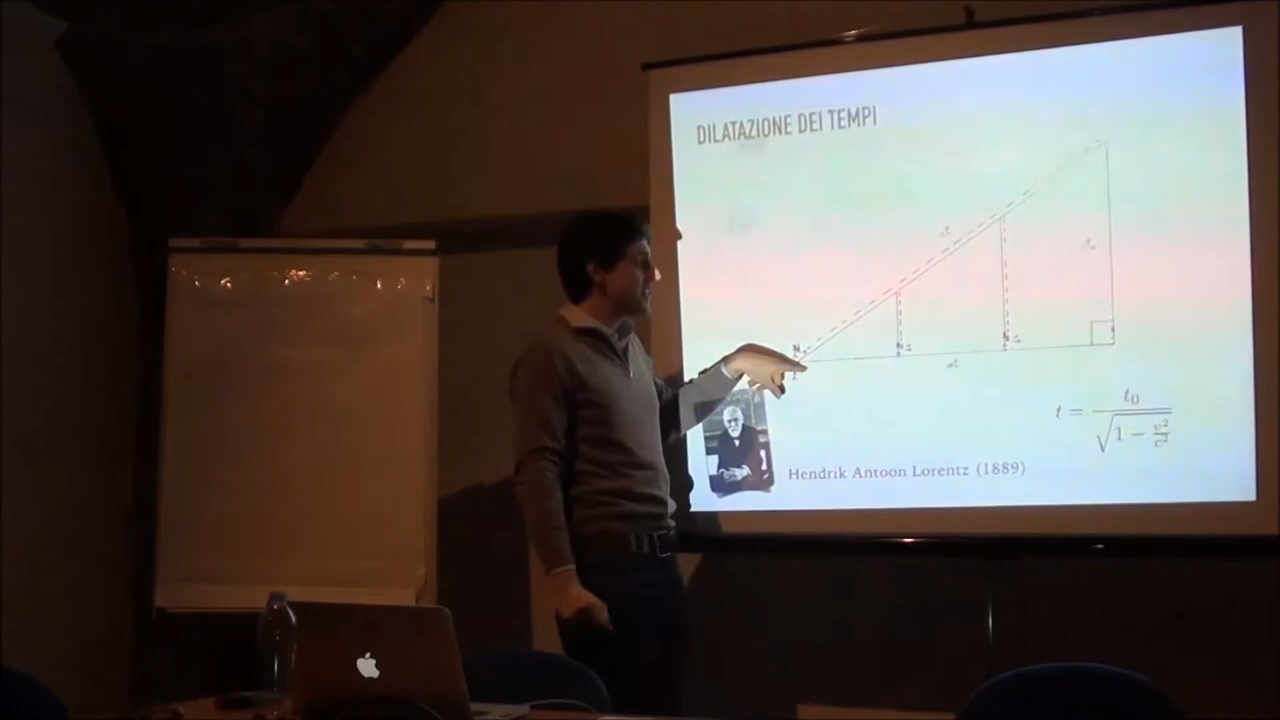 DILATAZIONE DEI TEMPI
t = t₀ / √(1 − v²/c²)
Hendrik Antoon Lorentz (1889)